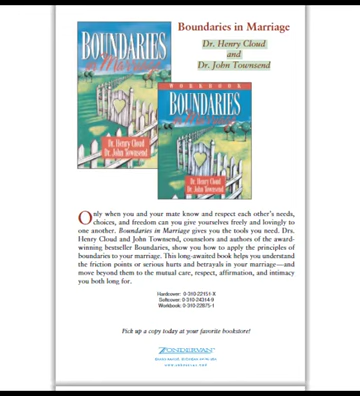 Boundaries in Marriage
Dr. Henry Cloud
and
Dr. John Townsend
BOUNDARIES
in Marriage
Dr. Henry Cloud
Dr. John Townsend
WORKBOOK
BOUNDARIES
in Marriage
Dr. Henry Cloud
Dr. John Townsend
Only when you and your mate know and respect each other's needs,
choices, and freedom can you give yourselves freely and lovingly to
one another. Boundaries in Marriage gives you the tools you need. Drs.
Henry Cloud and John Townsend, counselors and authors of the award-
winning bestseller Boundaries, show you how to apply the principles of
boundaries to your marriage. This long-awaited book helps you understand
the friction points or serious hurts and betrayals in your marriage—and
move beyond them to the mutual care, respect, affirmation, and intimacy
you both long for.
Hardcover: 0-310-22151-X
Softcover: 0-310-24314-9
Workbook: 0-310-22875-1
Pick up a copy today at your favorite bookstore!
ZONDERVAN